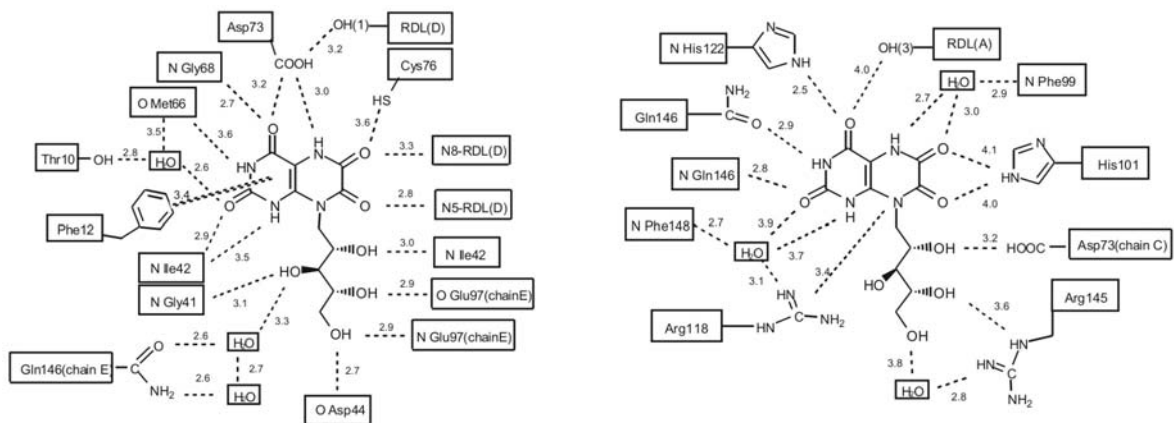 Asp73
OH(1)
RDL(D)
3.2
COOH
Cys76
N Gly68
3.2
3.0
HS
2.7
O Met66
3.6
3.5
3.6
O
H
N
O
3.3
N8-RDL(D)
Thr10
OH
2.8
H₂O
2.6
HN
3.4
O
N
H
N
O
2.8
N5-RDL(D)
Phe12
2.9
3.5
OH
3.0
N Ile42
N Ile42
HO
N Gly41
3.1
OH
2.9
O Glu97(chainE)
3.3
OH
2.9
N Glu97(chainE)
O
2.6
H₂O
Gln146(chain E)
2.7
2.7
NH₂
2.6
H₂O
O Asp44
N His122
N
NH
OH(3)
RDL(A)
4.0
2.5
H₂O
2.9
N Phe99
2.7
NH₂
3.0
Gln146
C
O
2.9
O
H
N
O
4.1
N
His101
HN
HN
N Gln146
2.8
O
N
H
N
O
4.0
3.9
N Phe148
2.7
H₂O
3.7
3.4
OH
3.2
HOOC
Asp73(chain C)
3.1
HO
OH
3.6
Arg145
NH
C
Arg118
HN
NH₂
OH
NH
3.8
HN
C
H₂O
2.8
NH₂